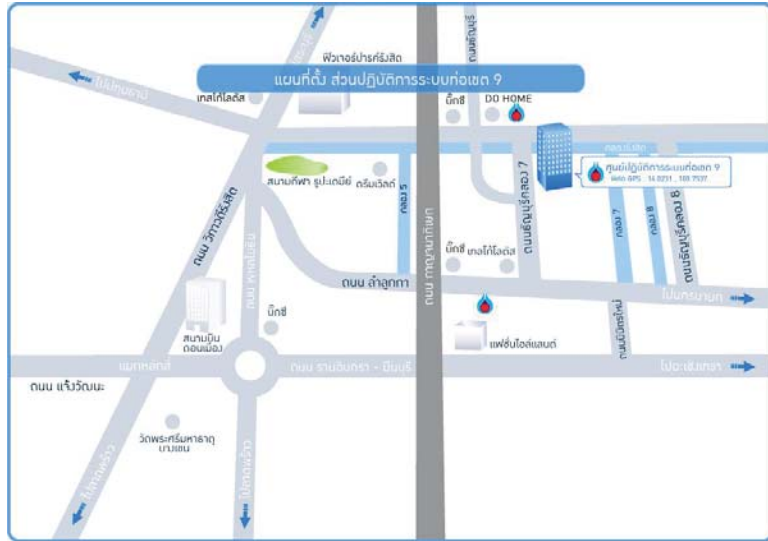 ไปสระบุรี
ถนนธัญบุรี
ฟิวเจอร์ปาร์ครังสิต
แผนที่ตั้ง ส่วนปฏิบัติการระบบท่อเขต 9
ไปปทุมธานี
เทสโก้โลตัส
บิ๊กซี
DO HOME
คลองรังสิต
ศูนย์ปฏิบัติการระบบท่อเขต 9
สนามกีฬา ธูปะเตมีย์
ดรีมเวิลด์
คลอง 5
ถนนธัญบุรีคลอง 7
คลอง 7
คลอง 8
ถนน วิภาวดีรังสิต
ถนน พหลโยธิน
ถนน กาญจนาภิเษก
บิ๊กซี
เทสโก้โลตัส
ถนน ลำลูกกา
ไปนครนายก
สนามบิน
ดอนเมือง
บิ๊กซี
แฟชั่นไอส์แลนด์
ถนนนิมิตรใหม่
แยกหลักสี่
ถนน รามอินทรา - มีนบุรี
ไปฉะเชิงเทรา
ถนน แจ้งวัฒนะ
วัดพระศรีมหาธาตุ
บางเขน
ไปลาดพร้าว
ไปลาดพร้าว